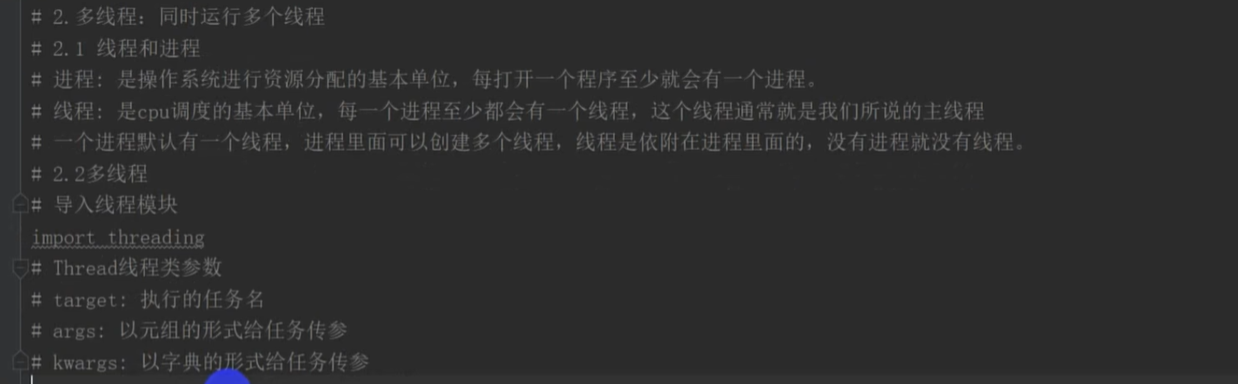 # 2.多线程：同时运行多个线程
# 2.1 线程和进程
# 进程: 是操作系统进行资源分配的基本单位，每打开一个程序至少就会有一个进程。
# 线程: 是cpu调度的基本单位，每一个进程至少都会有一个线程，这个线程通常就是我们所说的主线程
# 一个进程默认有一个线程，进程里面可以创建多个线程，线程是依附在进程里面的，没有进程就没有线程。
# 2.2多线程
# 导入线程模块
import threading
# Thread线程类参数
# target: 执行的任务名
# args: 以元组的形式给任务传参
# kwargs: 以字典的形式给任务传参